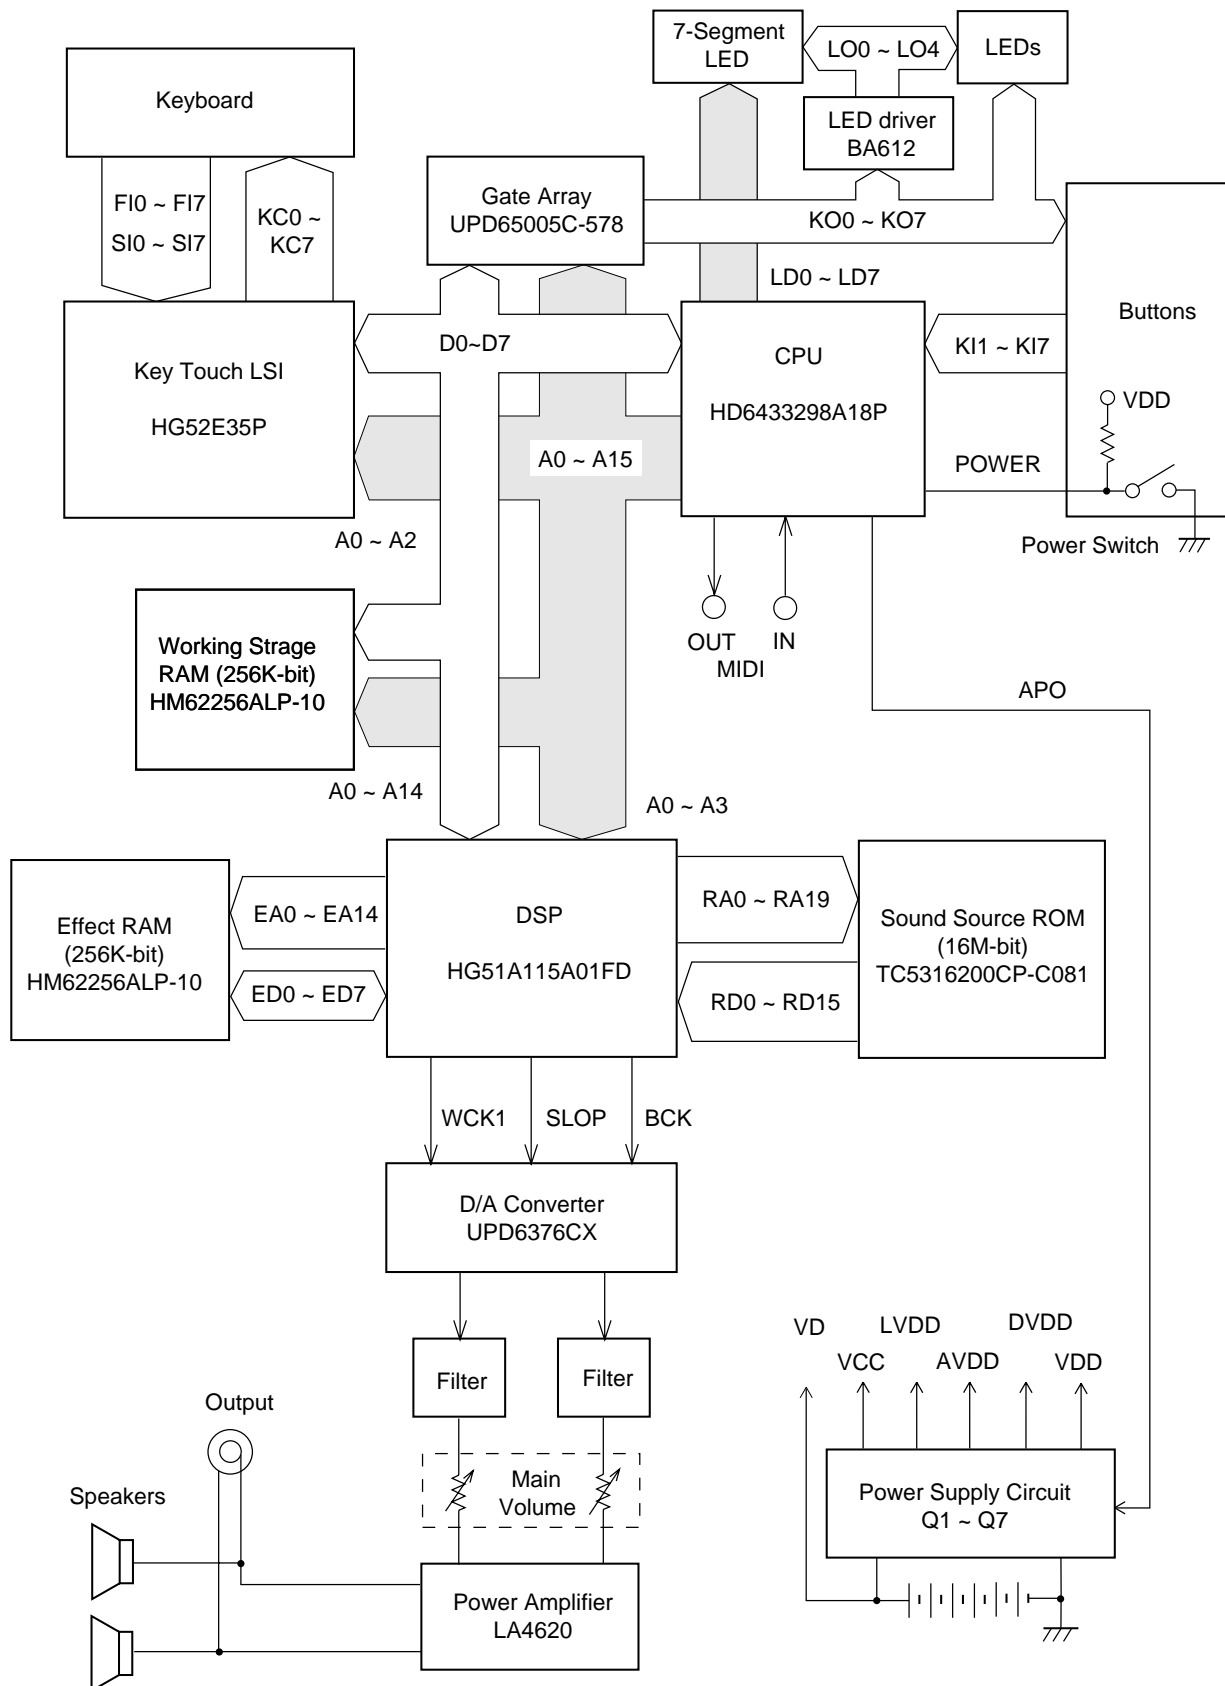 7-Segment
LED
LO0 ~ LO4
LEDs
Keyboard
LED driver
BA612
Gate Array
UPD65005C-578
FI0 ~ FI7
SI0 ~ SI7
KC0 ~
KC7
KO0 ~ KO7
LD0 ~ LD7
Key Touch LSI
HG52E35P
D0~D7
CPU
HD6433298A18P
KI1 ~ KI7
Buttons
VDD
A0 ~ A15
POWER
A0 ~ A2
Power Switch
Working Strage
RAM (256K-bit)
HM62256ALP-10
OUT
IN
MIDI
APO
A0 ~ A14
A0 ~ A3
Effect RAM
(256K-bit)
HM62256ALP-10
EA0 ~ EA14
ED0 ~ ED7
DSP
HG51A115A01FD
RA0 ~ RA19
RD0 ~ RD15
Sound Source ROM
(16M-bit)
TC5316200CP-C081
WCK1
SLOP
BCK
D/A Converter
UPD6376CX
Filter
Filter
VD
LVDD
DVDD
VCC
AVDD
VDD
Output
Main
Volume
Speakers
Power Supply Circuit
Q1 ~ Q7
Power Amplifier
LA4620